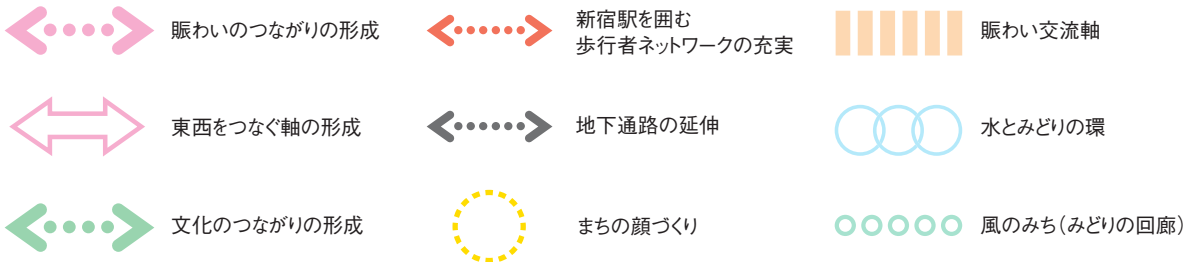 賑わいのつながりの形成
新宿駅を囲む
歩行者ネットワークの充実
賑わい交流軸
東西をつなぐ軸の形成
地下通路の延伸
水とみどりの環
文化のつながりの形成
まちの顔づくり
風のみち（みどりの回廊）